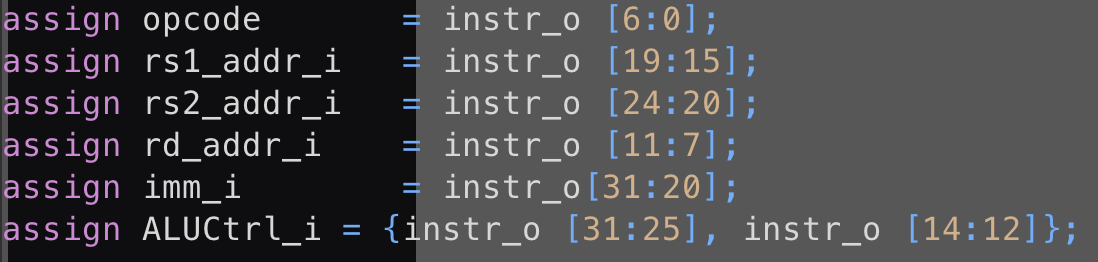 assign opcode       = instr_o [6:0];
assign rs1_addr_i   = instr_o [19:15];
assign rs2_addr_i   = instr_o [24:20];
assign rd_addr_i    = instr_o [11:7];
assign imm_i        = instr_o[31:20];
assign ALUCtrl_i = {instr_o [31:25], instr_o [14:12]};